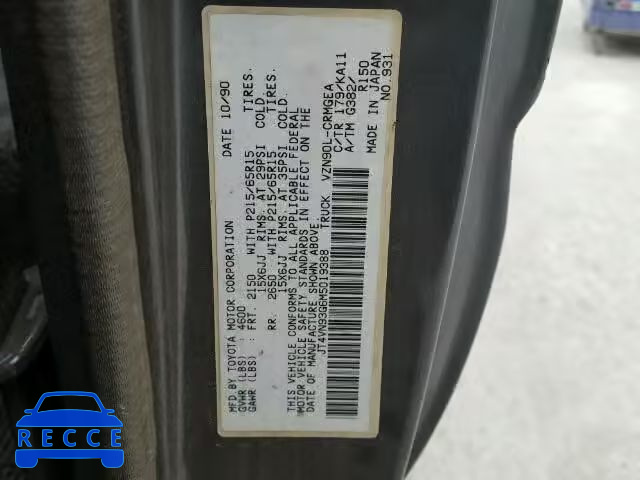 MFD.BY TOYOTA MOTOR CORPORATION DATE 10/90
GVWR (LBS) : 4600
GAWR (LBS) : FRT. 2150 WITH P215/65R15 TIRES.
15X6JJ RIMS. AT 29PSI COLD
RR. 2650 WITH P215/65R15 TIRES.
15X6JJ RIMS. AT 35PSI COLD.
THIS VEHICLE CONFORMS TO ALL APPLICABLE FEDERAL
MOTOR VEHICLE SAFETY STANDARDS IN EFFECT ON THE
DATE OF MANUFACTURE SHOWN ABOVE.
JT4VN93G6M5019388 TRUCK VZN90L-CRMGEA
C/TR 179/KA11
A/TM G382/
R150
MADE IN JAPAN
NO.931
RECCE